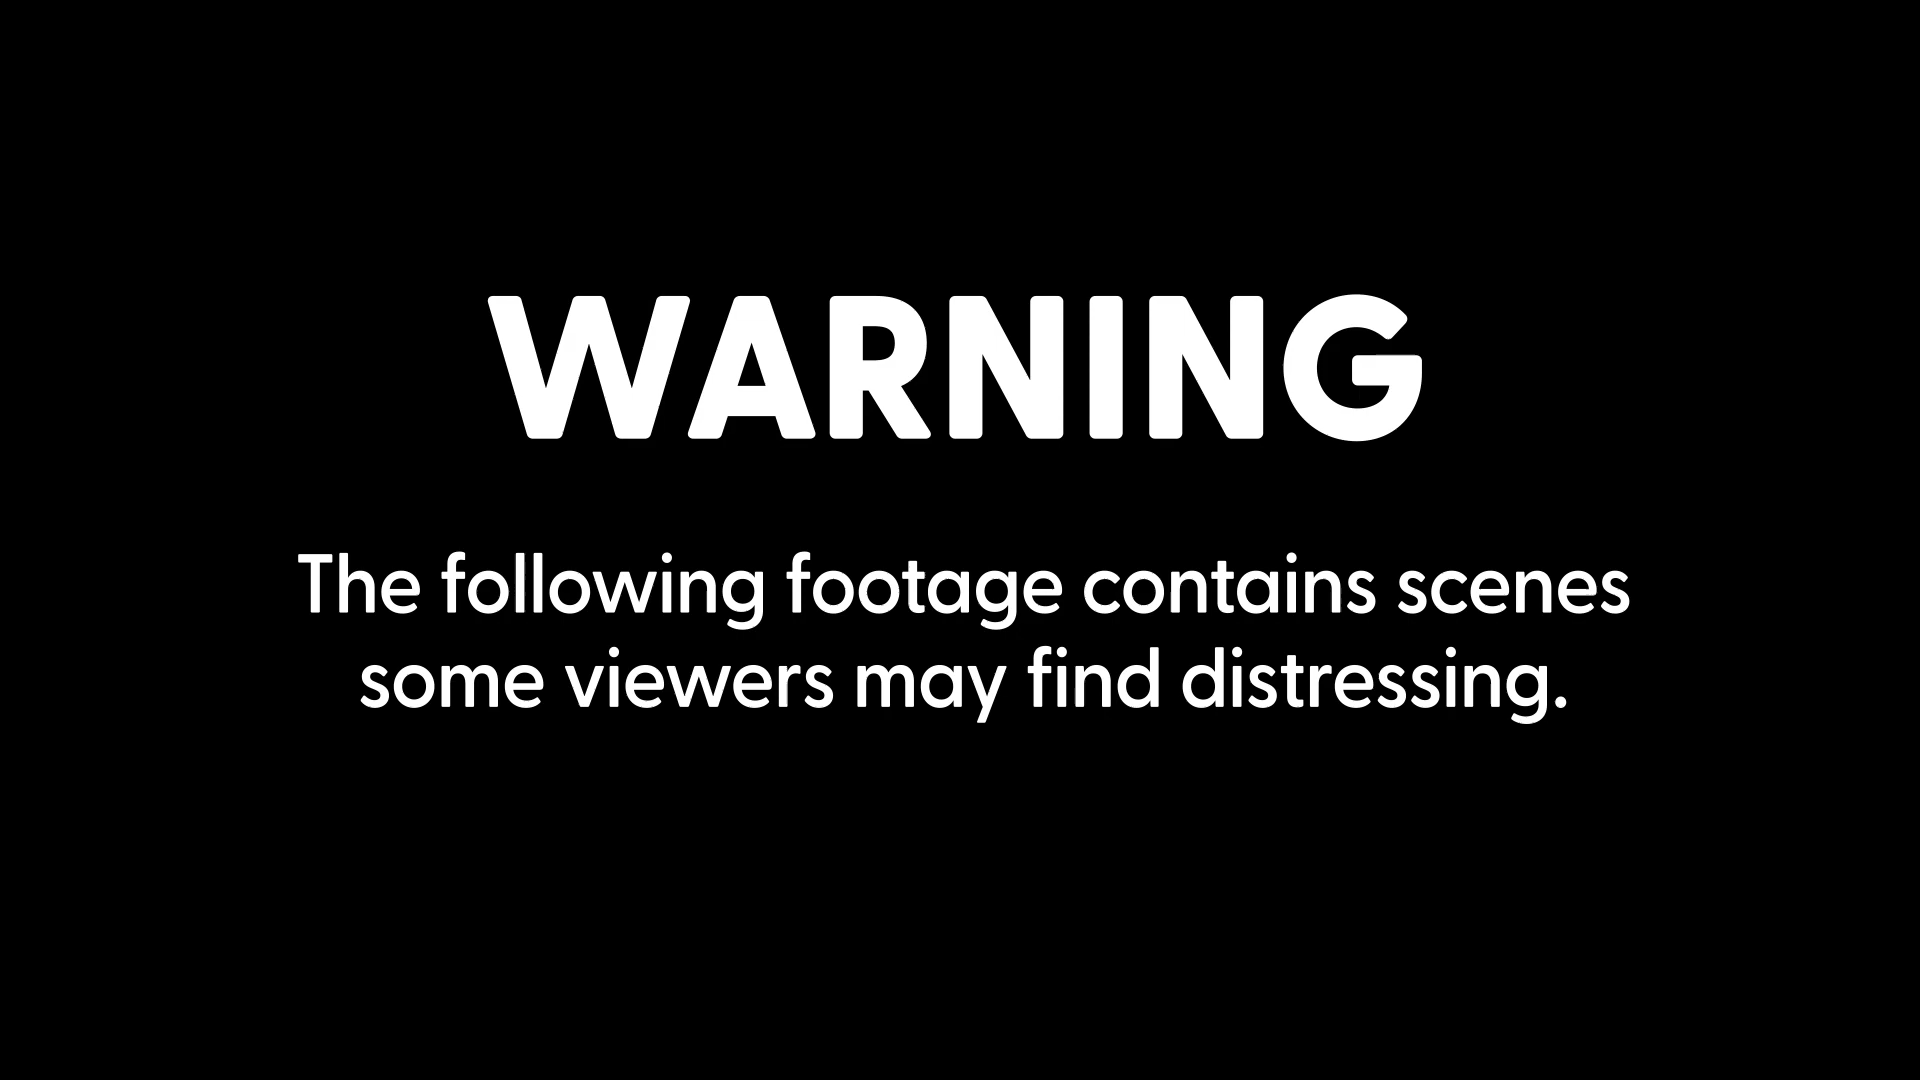 WARNING
The following footage contains scenes
some viewers may find distressing.